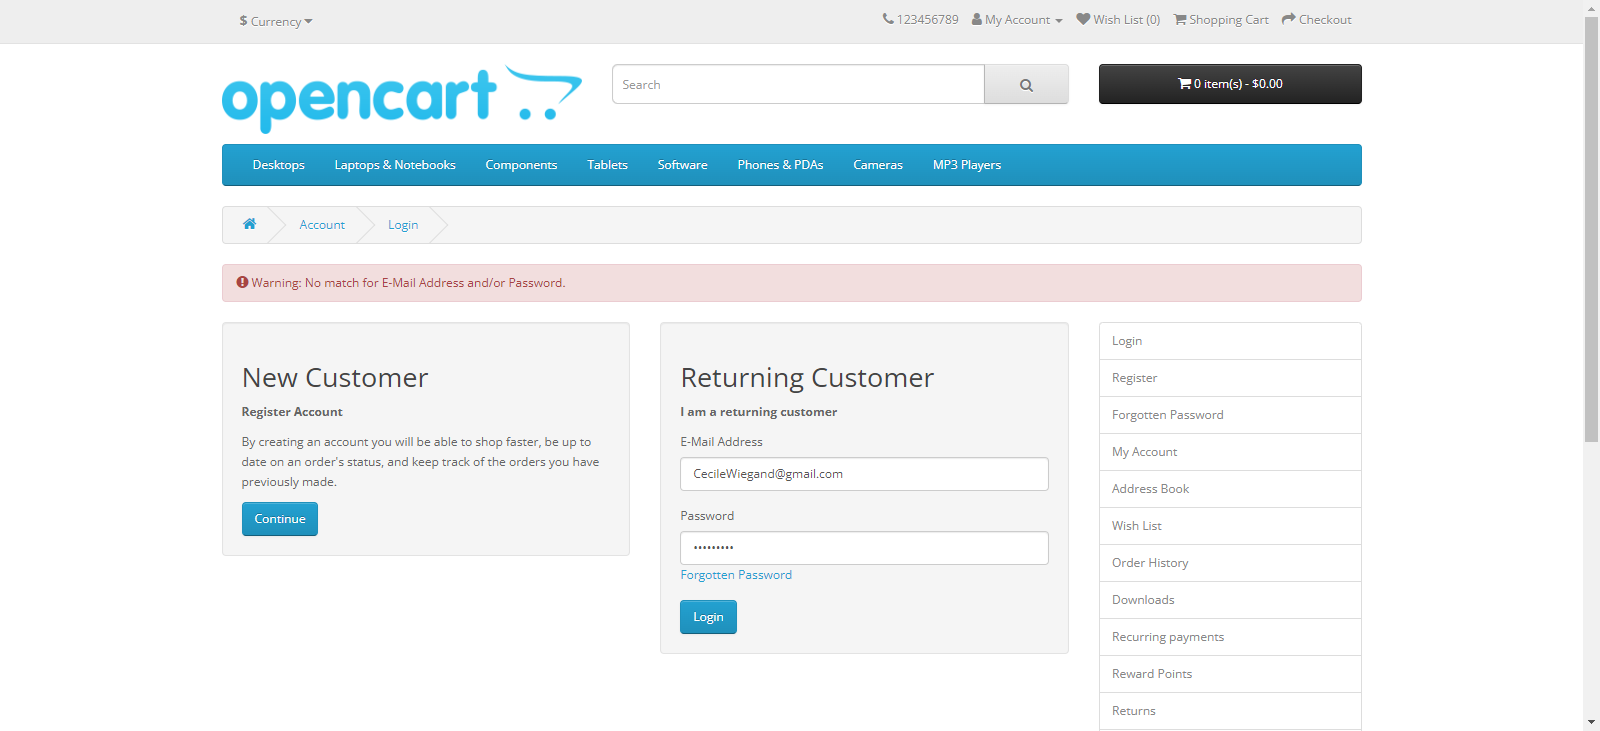 $ Currency
123456789 My Account Wish List (0) Shopping Cart Checkout
opencart
Search
0 item(s) - $0.00
Desktops Laptops & Notebooks Components Tablets Software Phones & PDAs Cameras MP3 Players
Account Login
Warning: No match for E-Mail Address and/or Password.
New Customer
Register Account
By creating an account you will be able to shop faster, be up to
date on an order's status, and keep track of the orders you have
previously made.
Continue
Returning Customer
I am a returning customer
E-Mail Address
CecileWiegand@gmail.com
Password
•••••••••
Forgotten Password
Login
Login
Register
Forgotten Password
My Account
Address Book
Wish List
Order History
Downloads
Recurring payments
Reward Points
Returns